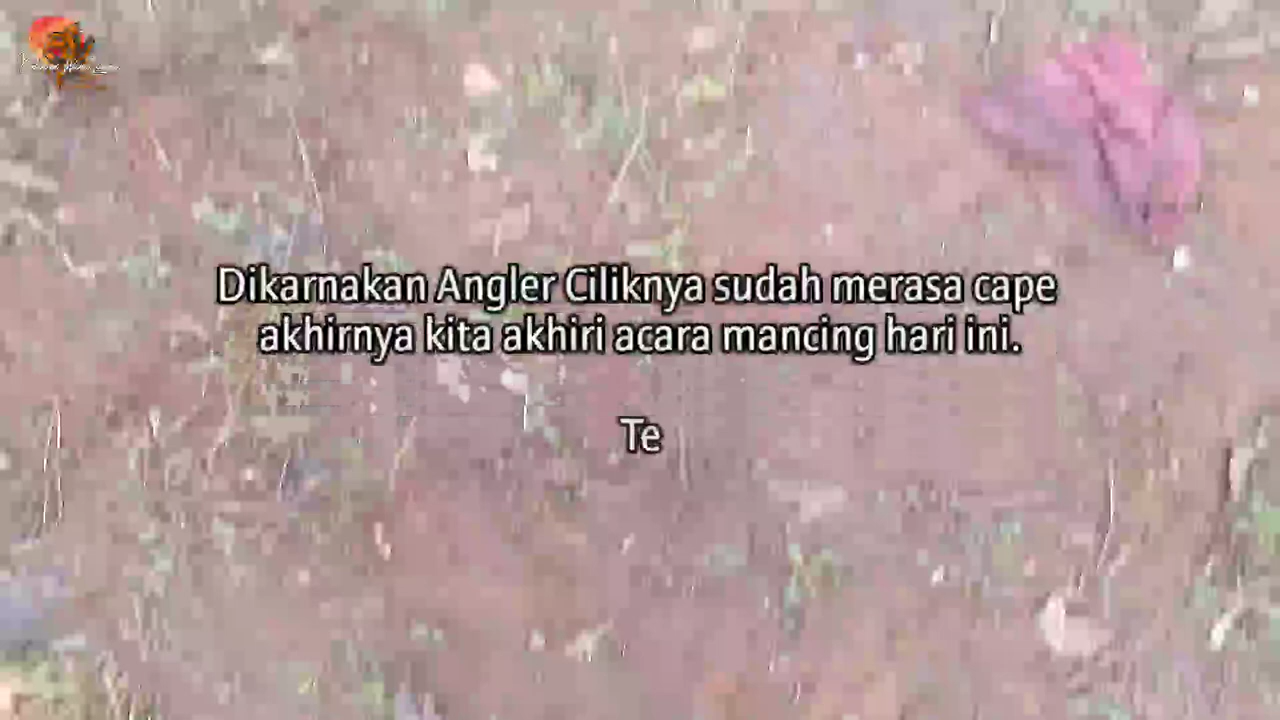 Dikarnakan Angler Ciliknya sudah merasa cape
akhirnya kita akhiri acara mancing hari ini.
Te